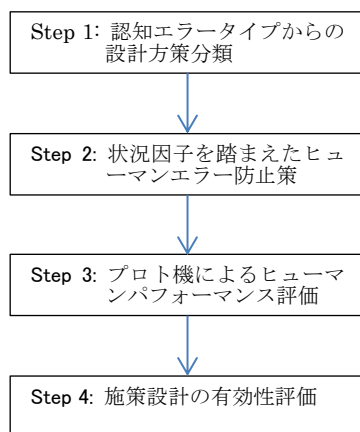 Step 1: 認知エラータイプからの
設計方策分類
Step 2: 状況因子を踏まえたヒュ
ーマンエラー防止策
Step 3: プロト機によるヒューマ
ンパフォーマンス評価
Step 4: 施策設計の有効性評価